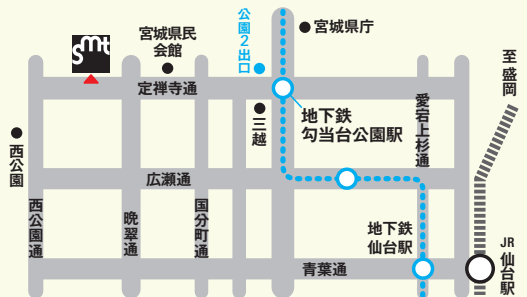 smt
宮城県民
会館
公園2出口
宮城県庁
至盛岡
定禅寺通
三越
地下鉄
勾当台公園駅
愛宕上杉通
西公園
広瀬通
西公園通
晩翠通
国分町通
地下鉄
仙台駅
青葉通
JR
仙台駅